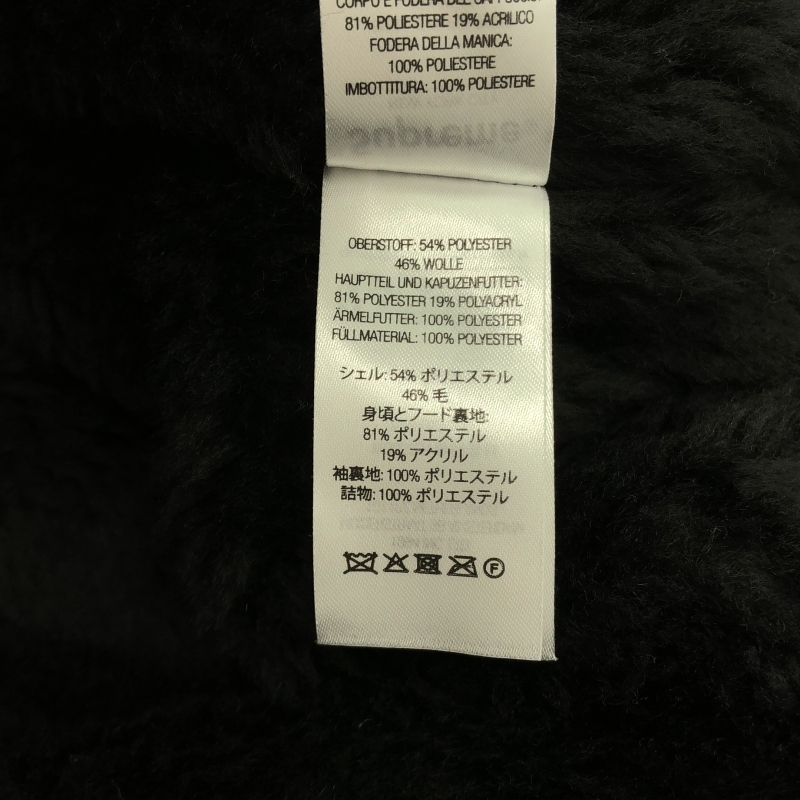 CORPO E FODERA DEL
81% POLIESTERE 19% ACRILICO
FODERA DELLA MANICA:
100% POLIESTERE
IMBOTTITURA: 100% POLIESTERE
Supreme
OBERSTOFF: 54% POLYESTER
46% WOLLE
HAUPTTEIL UND KAPUZENFUTTER:
81% POLYESTER 19% POLYACRYL
ÄRMELFUTTER: 100% POLYESTER
FÜLLMATERIAL: 100% POLYESTER
シェル: 54% ポリエステル
46% 毛
身頃とフード裏地:
81% ポリエステル
19% アクリル
袖裏地: 100% ポリエステル
詰物: 100% ポリエステル
F